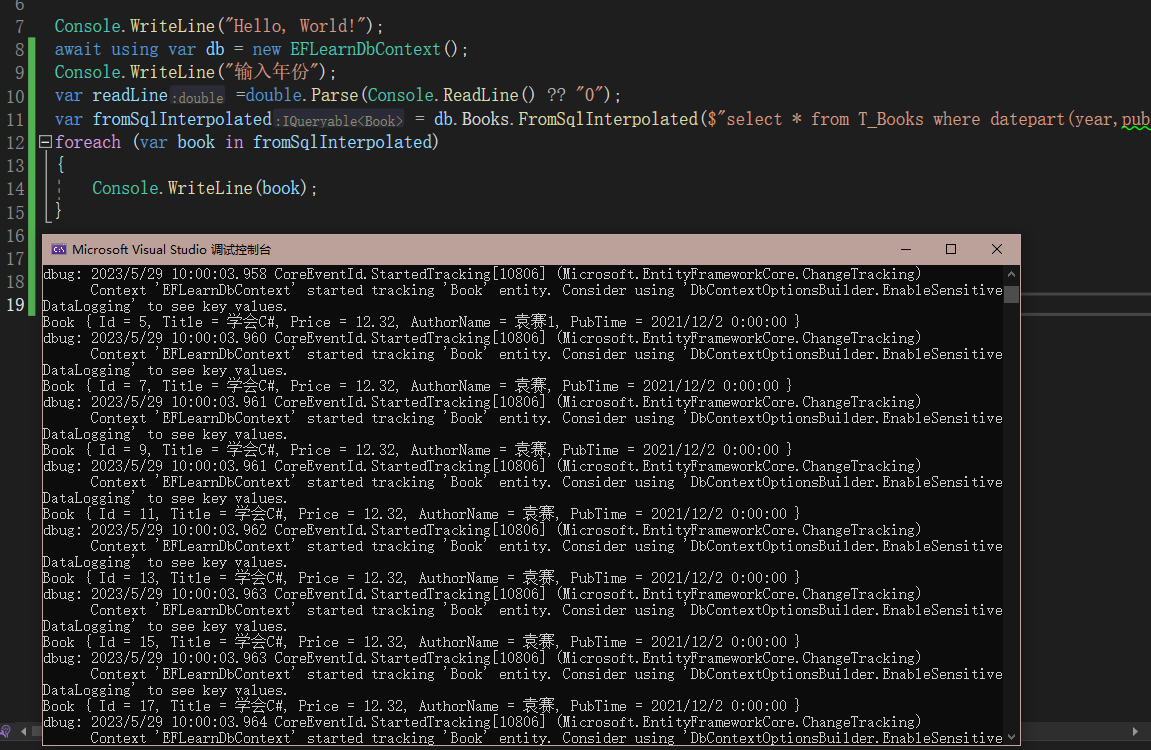 6
7 Console.WriteLine("Hello, World!");
8 await using var db = new EFLearnDbContext();
9 Console.WriteLine("输入年份");
10 var readLine:double =double.Parse(Console.ReadLine() ?? "0");
11 var fromSqlInterpolated:IQueryable<Book> = db.Books.FromSqlInterpolated($"select * from T_Books where datepart(year,pub
12 foreach (var book in fromSqlInterpolated)
13 {
14 Console.WriteLine(book);
15 }
16
17
18
19
Microsoft Visual Studio 调试控制台
dbug: 2023/5/29 10:00:03.958 CoreEventId.StartedTracking[10806] (Microsoft.EntityFrameworkCore.ChangeTracking)
Context 'EFLearnDbContext' started tracking 'Book' entity. Consider using 'DbContextOptionsBuilder.EnableSensitive
DataLogging' to see key values.
Book { Id = 5, Title = 学会C#, Price = 12.32, AuthorName = 袁赛1, PubTime = 2021/12/2 0:00:00 }
dbug: 2023/5/29 10:00:03.960 CoreEventId.StartedTracking[10806] (Microsoft.EntityFrameworkCore.ChangeTracking)
Context 'EFLearnDbContext' started tracking 'Book' entity. Consider using 'DbContextOptionsBuilder.EnableSensitive
DataLogging' to see key values.
Book { Id = 7, Title = 学会C#, Price = 12.32, AuthorName = 袁赛, PubTime = 2021/12/2 0:00:00 }
dbug: 2023/5/29 10:00:03.961 CoreEventId.StartedTracking[10806] (Microsoft.EntityFrameworkCore.ChangeTracking)
Context 'EFLearnDbContext' started tracking 'Book' entity. Consider using 'DbContextOptionsBuilder.EnableSensitive
DataLogging' to see key values.
Book { Id = 9, Title = 学会C#, Price = 12.32, AuthorName = 袁赛, PubTime = 2021/12/2 0:00:00 }
dbug: 2023/5/29 10:00:03.961 CoreEventId.StartedTracking[10806] (Microsoft.EntityFrameworkCore.ChangeTracking)
Context 'EFLearnDbContext' started tracking 'Book' entity. Consider using 'DbContextOptionsBuilder.EnableSensitive
DataLogging' to see key values.
Book { Id = 11, Title = 学会C#, Price = 12.32, AuthorName = 袁赛, PubTime = 2021/12/2 0:00:00 }
dbug: 2023/5/29 10:00:03.962 CoreEventId.StartedTracking[10806] (Microsoft.EntityFrameworkCore.ChangeTracking)
Context 'EFLearnDbContext' started tracking 'Book' entity. Consider using 'DbContextOptionsBuilder.EnableSensitive
DataLogging' to see key values.
Book { Id = 13, Title = 学会C#, Price = 12.32, AuthorName = 袁赛, PubTime = 2021/12/2 0:00:00 }
dbug: 2023/5/29 10:00:03.963 CoreEventId.StartedTracking[10806] (Microsoft.EntityFrameworkCore.ChangeTracking)
Context 'EFLearnDbContext' started tracking 'Book' entity. Consider using 'DbContextOptionsBuilder.EnableSensitive
DataLogging' to see key values.
Book { Id = 15, Title = 学会C#, Price = 12.32, AuthorName = 袁赛, PubTime = 2021/12/2 0:00:00 }
dbug: 2023/5/29 10:00:03.963 CoreEventId.StartedTracking[10806] (Microsoft.EntityFrameworkCore.ChangeTracking)
Context 'EFLearnDbContext' started tracking 'Book' entity. Consider using 'DbContextOptionsBuilder.EnableSensitive
DataLogging' to see key values.
Book { Id = 17, Title = 学会C#, Price = 12.32, AuthorName = 袁赛, PubTime = 2021/12/2 0:00:00 }
dbug: 2023/5/29 10:00:03.964 CoreEventId.StartedTracking[10806] (Microsoft.EntityFrameworkCore.ChangeTracking)
Context 'EFLearnDbContext' started tracking 'Book' entity. Consider using 'DbContextOptionsBuilder.EnableSensitive